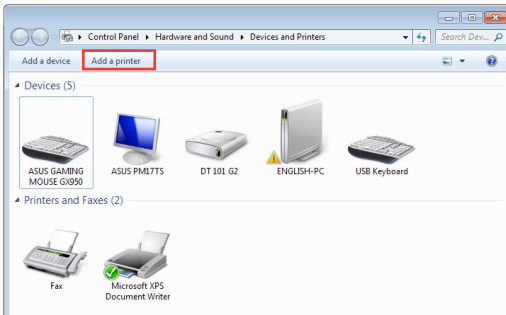 Control Panel ▸ Hardware and Sound ▸ Devices and Printers
Search Dev...
Add a device
Add a printer
Devices (5)
ASUS GAMING
MOUSE GX950
ASUS PM17TS
DT 101 G2
ENGLISH-PC
USB Keyboard
Printers and Faxes (2)
Fax
Microsoft XPS
Document Writer